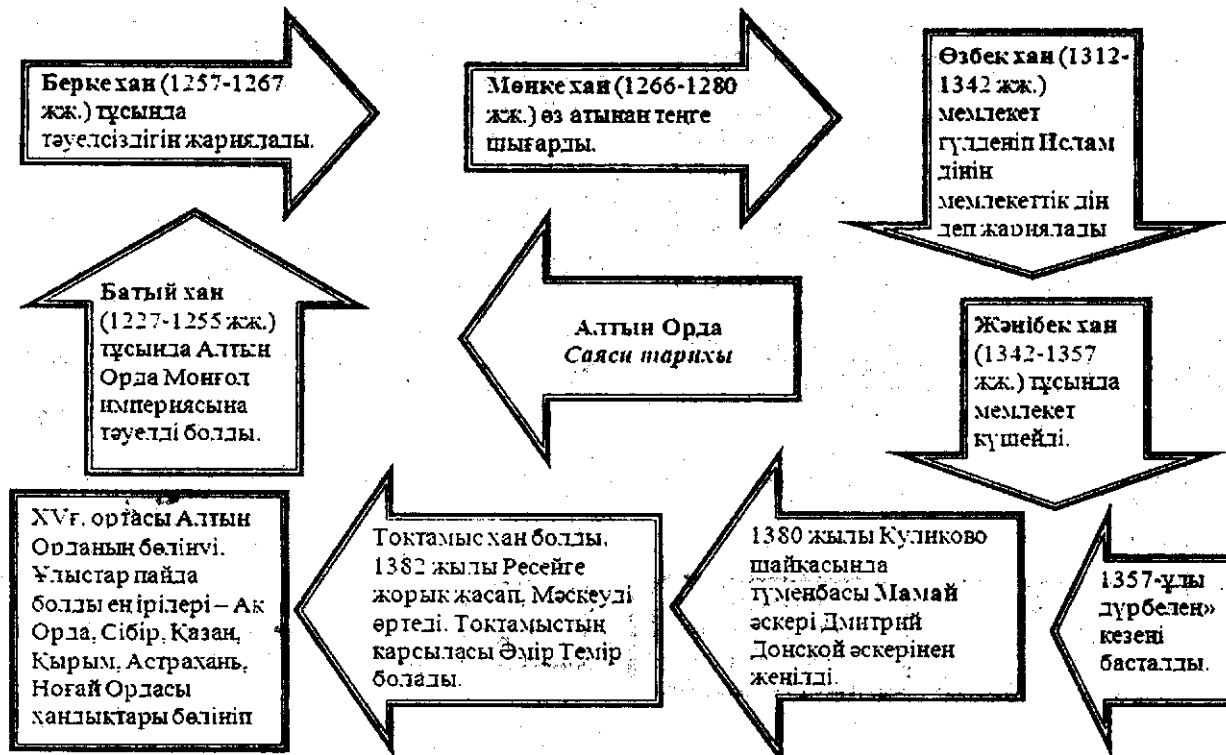 Берке хан (1257-1267
жж.) тұсында
тәуелсіздігін жариялады.
Мөнке хан (1266-1280
жж.) өз атынан теңге
шығарды.
Өзбек хан (1312-
1342 жж.)
мемлекет
гүлденіп Ислам
дінін
мемлекеттік дін
деп жариялады
Батый хан
(1227-1255 жж.)
тұсында Алтын
Орда Монғол
империясына
тәуелді болды.
Алтын Орда
Саяси тарихы
Жәнібек хан
(1342-1357
жж.) тұсында
мемлекет
күшейді.
XVғ. ортасы Алтын
Орданың бөлінуі.
Ұлыстар пайда
болды ең ірілері – Ақ
Орда, Сібір, Қазан,
Қырым, Астрахань,
Ноғай Ордасы
хандықтары бөлініп
Токтамыс хан болды,
1382 жылы Ресейге
жорық жасап, Мәскеуді
өртеді. Токтамыстың
қарсыласы Әмір Темір
болады.
1380 жылы Куликово
шайқасында
түменбасы Мамай
әскері Дмитрий
Донской әскерінен
жеңілді.
1357-ұлы
дүрбелең»
кезеңі
басталды.